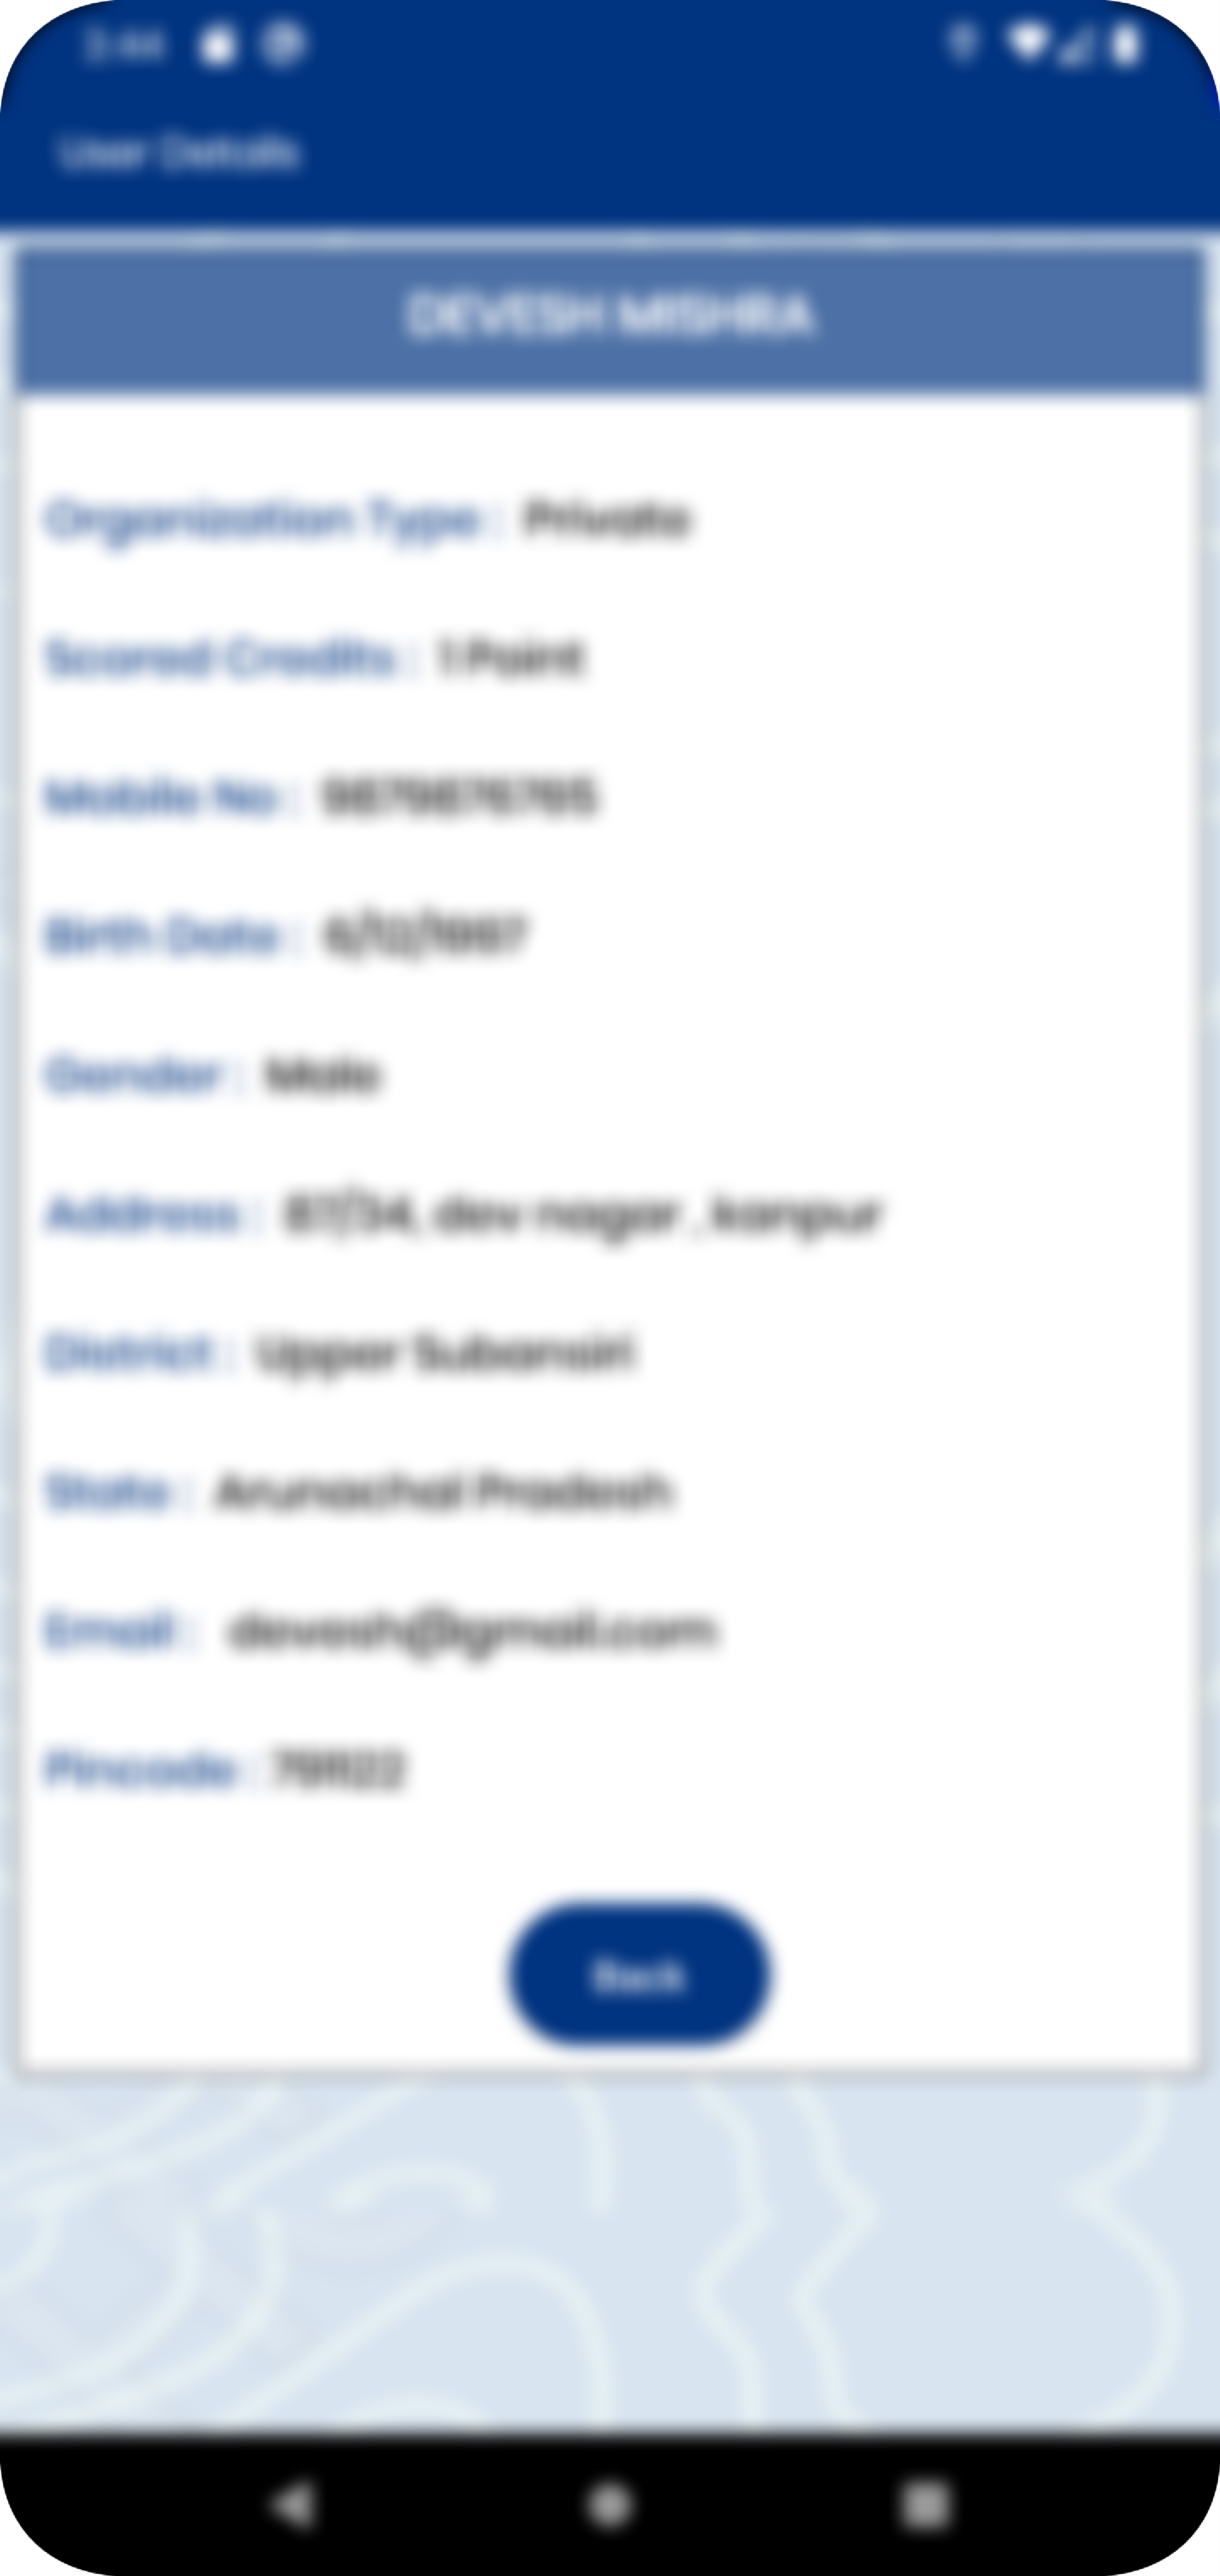 3:44
User Details
DEVESH MISHRA
Organization Type : Private
Scored Credits : 1 Point
Mobile No : 9879876765
Birth Date : 6/12/1997
Gender : Male
Address : 87/34, dev nagar , kanpur
District : Upper Subansiri
State : Arunachal Pradesh
Email : devesh@gmail.com
Pincode : 791122
Back